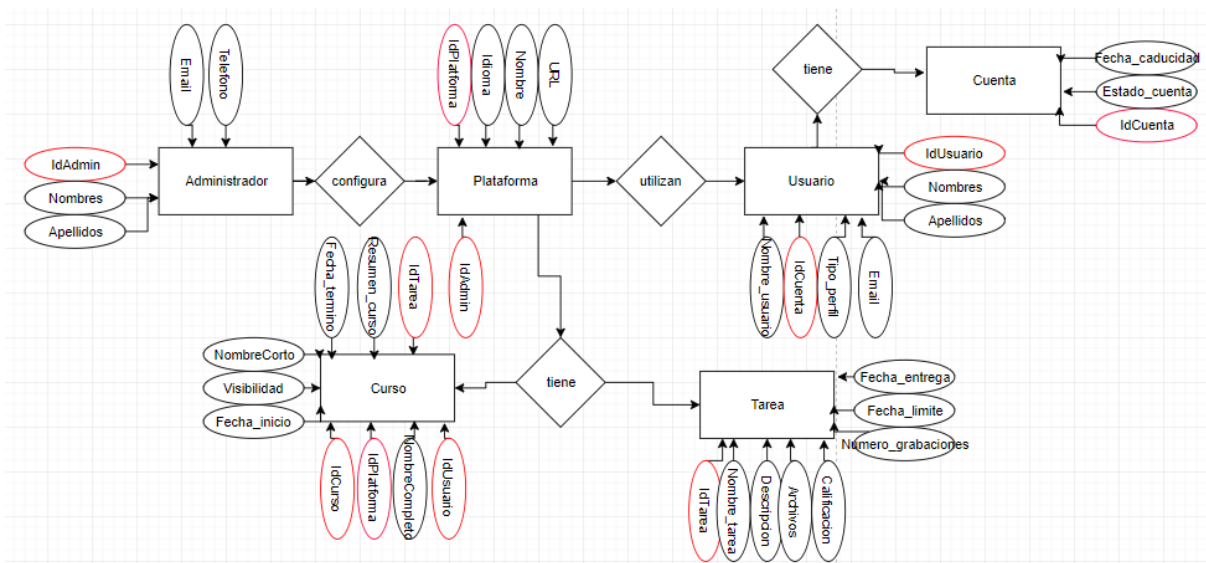 Email
Telefono
IdPlatforma
Idioma
Nombre
URL
tiene
Cuenta
Fecha_caducidad
Estado_cuenta
IdCuenta
IdAdmin
Nombres
Apellidos
Administrador
configura
Plataforma
utilizan
Usuario
IdUsuario
Nombres
Apellidos
Nombre_usuario
IdCuenta
Tipo_perfil
Email
Fecha_termino
Resumen_curso
IdTarea
IdAdmin
NombreCorto
Visibilidad
Fecha_inicio
Curso
tiene
Tarea
Fecha_entrega
Fecha_limite
Numero_grabaciones
IdCurso
IdPlatforma
NombreCompleto
IdUsuario
IdTarea
Nombre_tarea
Descripcion
Archivos
Calificacion